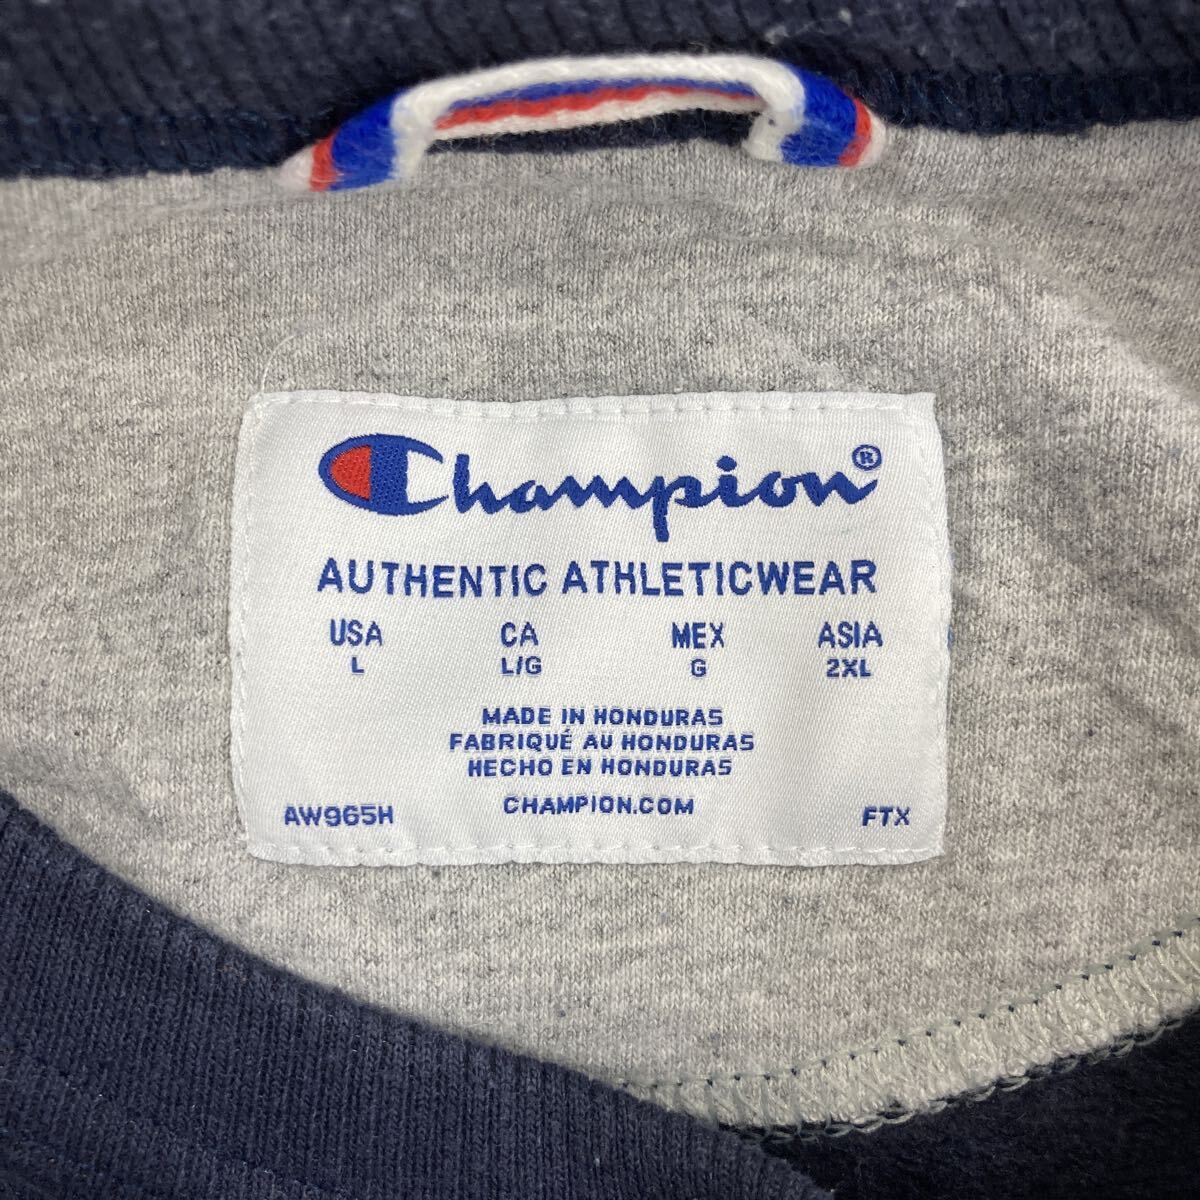 Champion®
AUTHENTIC ATHLETICWEAR
USA CA MEX ASIA
L L/G G 2XL
MADE IN HONDURAS
FABRIQUÉ AU HONDURAS
HECHO EN HONDURAS
AW965H CHAMPION.COM FTX